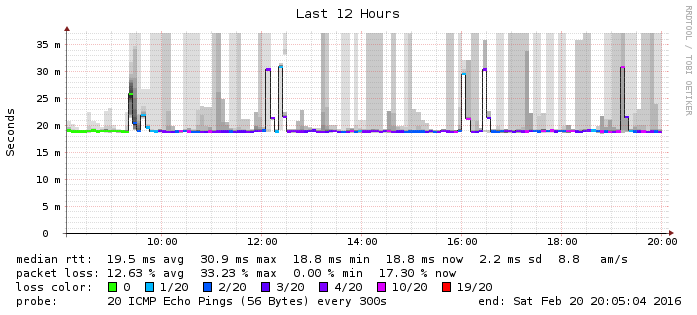 Last 12 Hours
RRDTOOL / TOBI OETIKER
Seconds
35 m
30 m
25 m
20 m
15 m
10 m
5 m
0
10:00 12:00 14:00 16:00 18:00 20:00
median rtt: 19.5 ms avg 30.9 ms max 18.8 ms min 18.8 ms now 2.2 ms sd 8.8 am/s
packet loss: 12.63 % avg 33.23 % max 0.00 % min 17.30 % now
loss color: 0 1/20 2/20 3/20 4/20 10/20 19/20
probe: 20 ICMP Echo Pings (56 Bytes) every 300s end: Sat Feb 20 20:05:04 2016